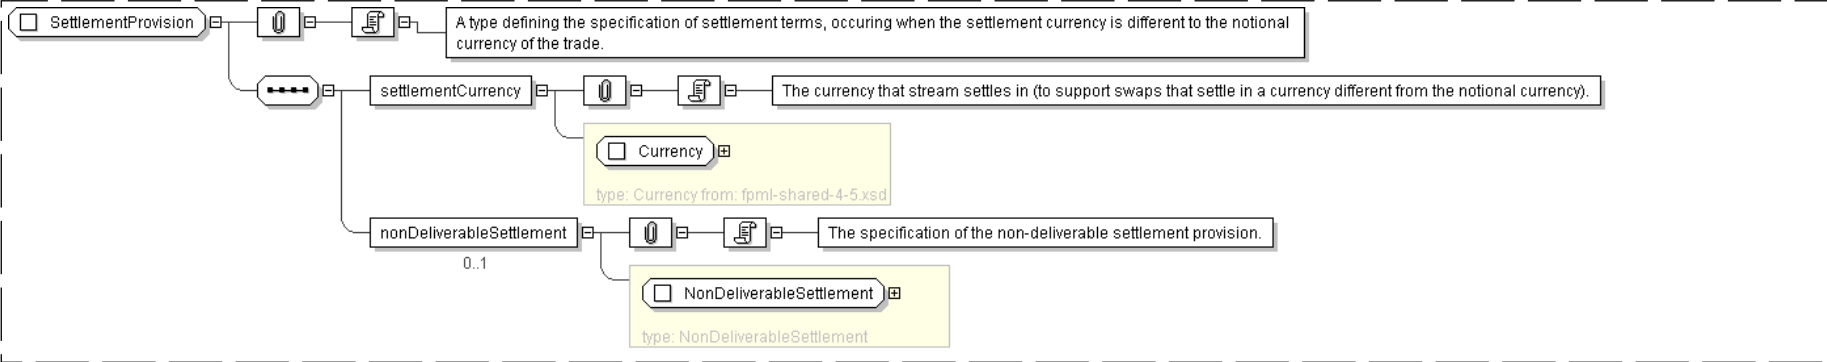 SettlementProvision
A type defining the specification of settlement terms, occuring when the settlement currency is different to the notional
currency of the trade.
settlementCurrency
The currency that stream settles in (to support swaps that settle in a currency different from the notional currency).
Currency
type: Currency from: fpml-shared-4-5.xsd
nonDeliverableSettlement
The specification of the non-deliverable settlement provision.
0..1
NonDeliverableSettlement
type: NonDeliverableSettlement